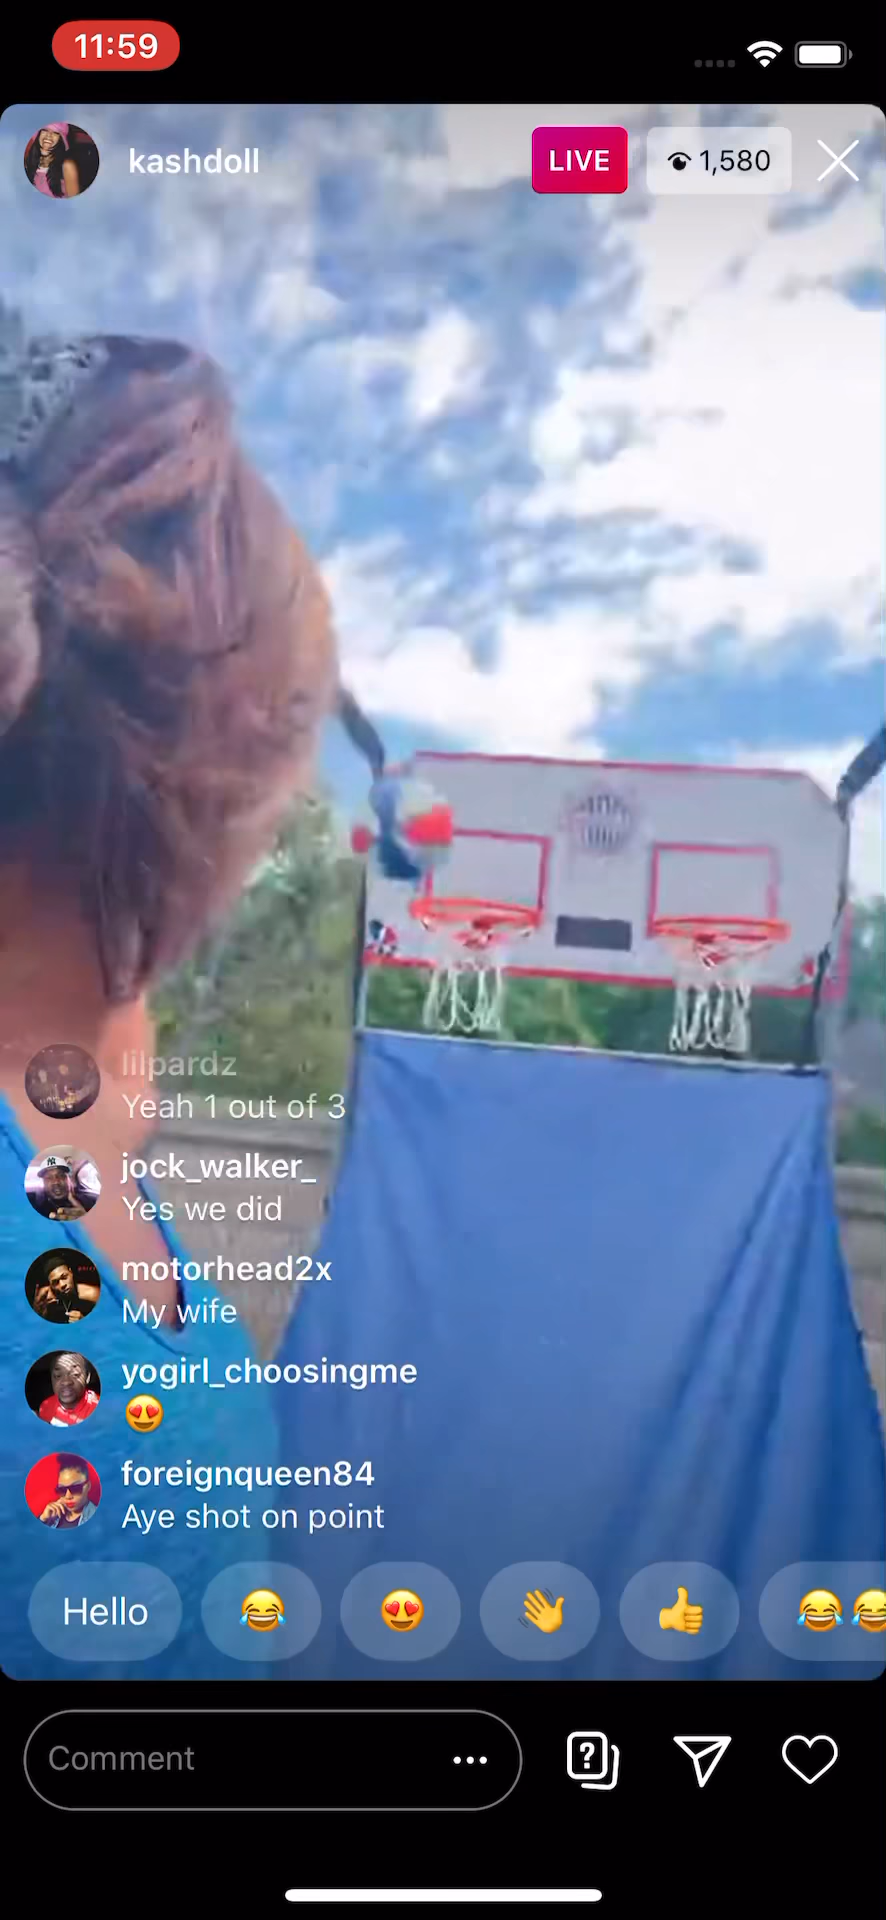 11:59
kashdoll
LIVE
1,580
lilpardz
Yeah 1 out of 3
jock_walker_
Yes we did
motorhead2x
My wife
yogirl_choosingme
😍
foreignqueen84
Aye shot on point
Hello 😂 😍 👋 👍 😂😂
Comment